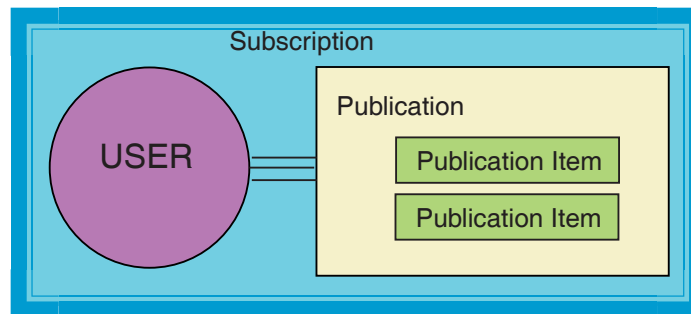 Subscription
USER
Publication
Publication Item
Publication Item